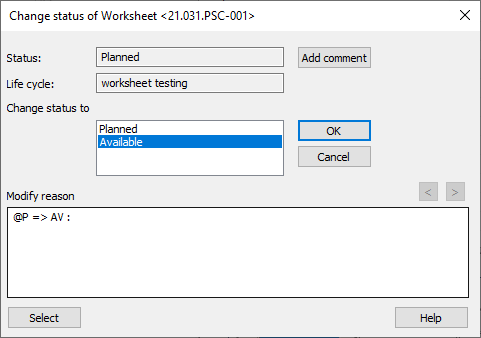 Change status of Worksheet <21.031.PSC-001>
Status: Planned Add comment
Life cycle: worksheet testing
Change status to
Planned
Available
OK
Cancel
< >
Modify reason
@P => AV :
Select Help